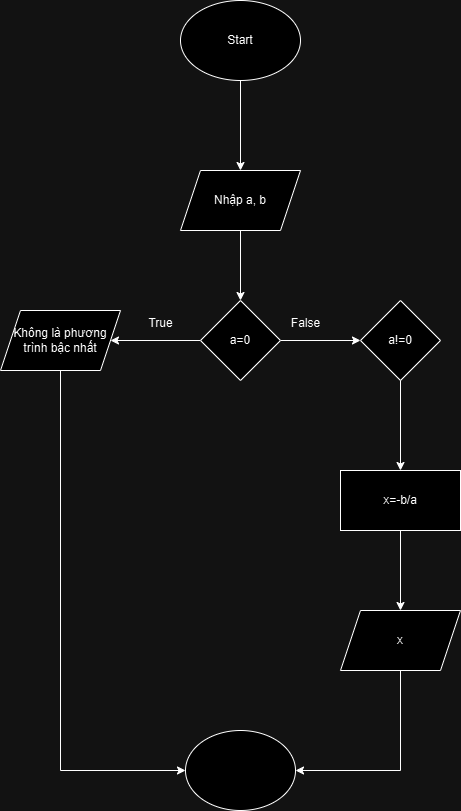 Start
Nhập a, b
True
False
Không là phương
trình bậc nhất
a=0
a!=0
x=-b/a
x